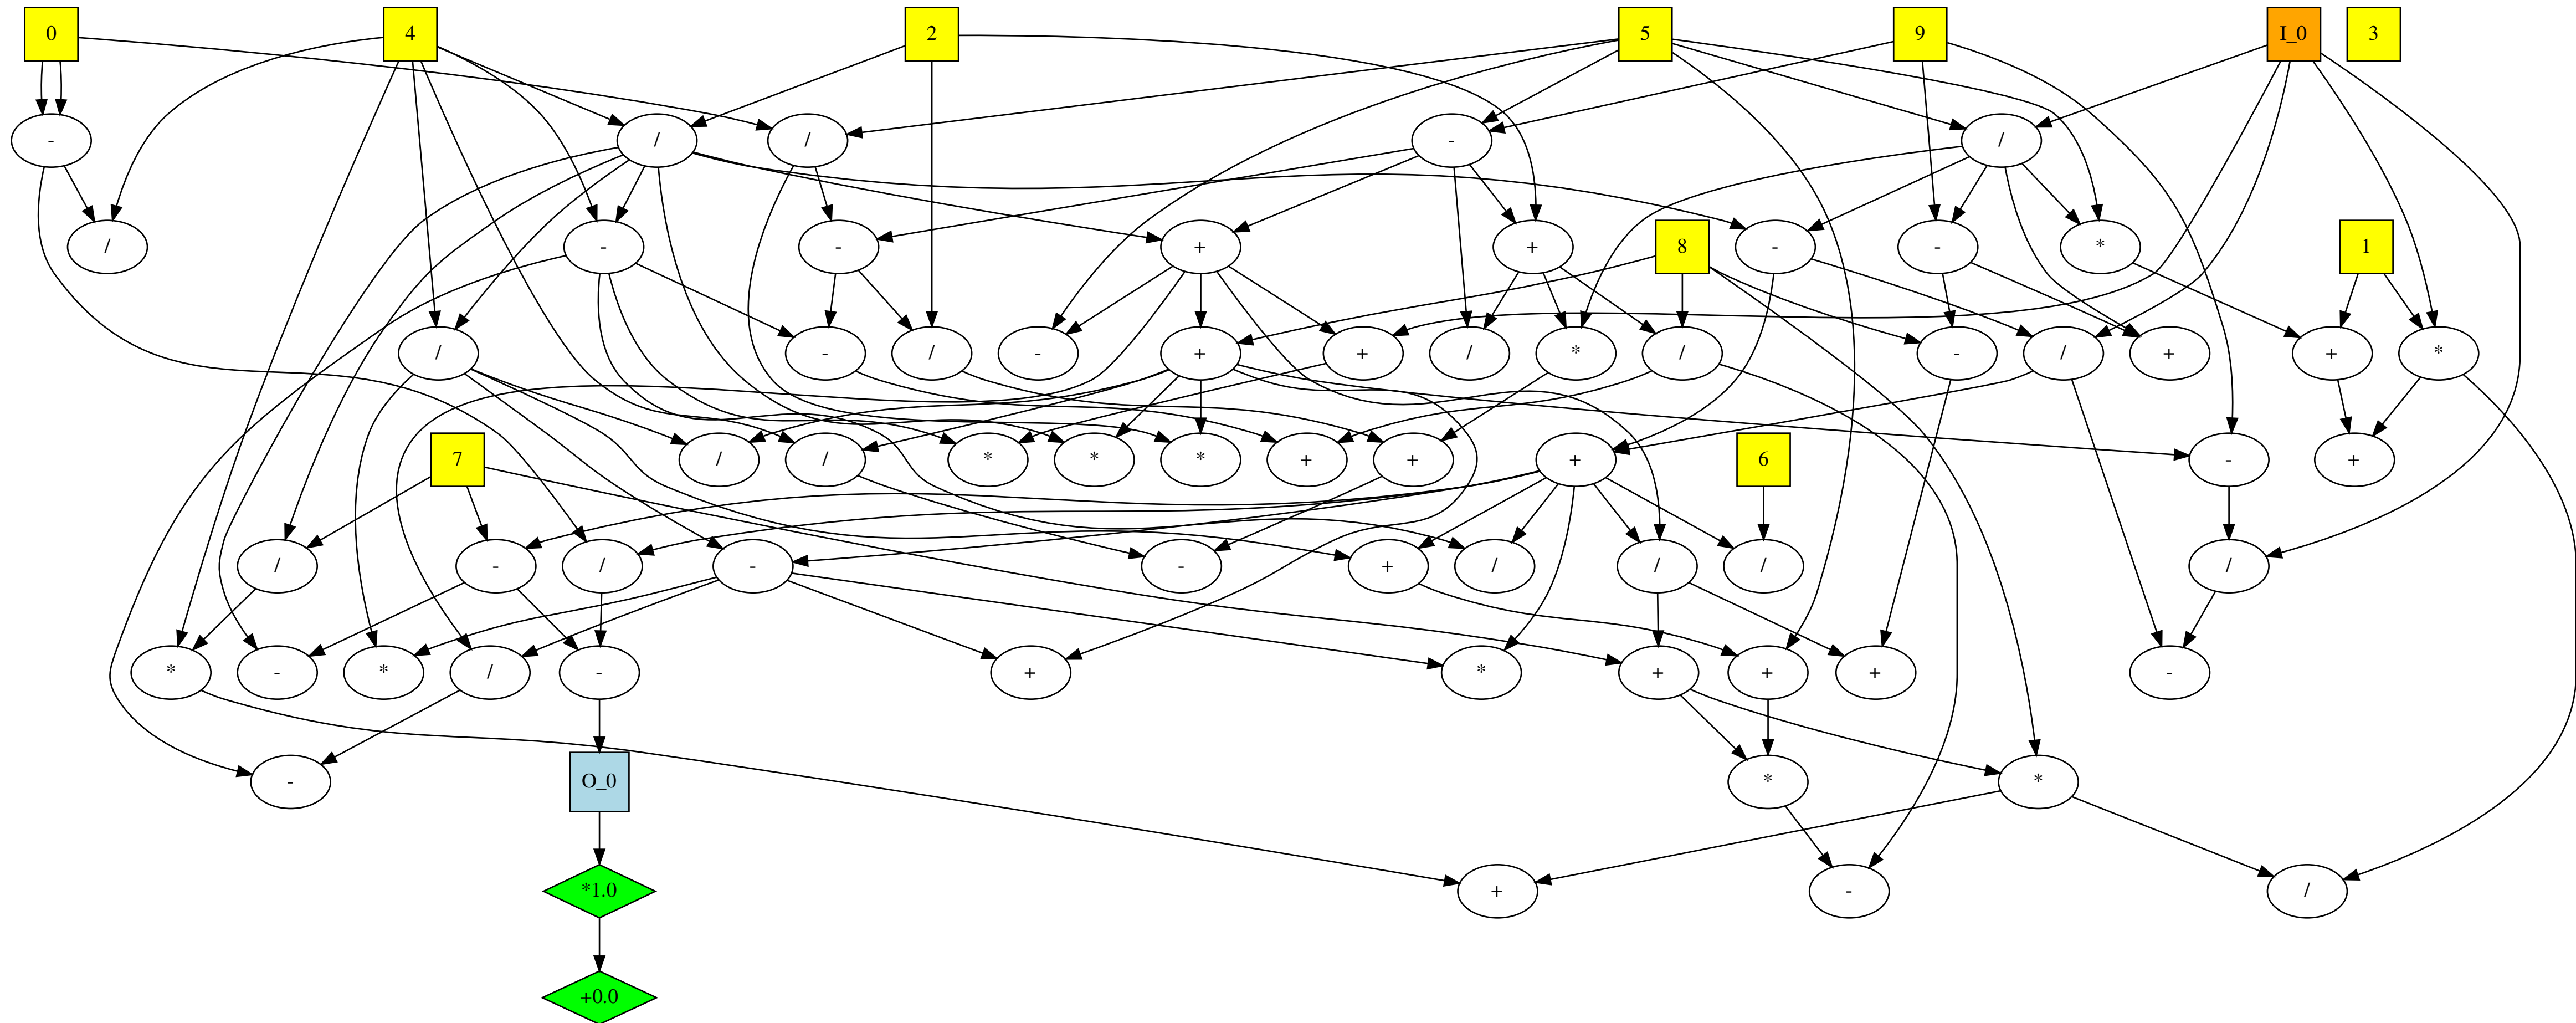 0 4 2 5 9 I_0 3
- / / - /
/ - - + + 8 - - * 1
/ - / - + + / * / - / + + *
7 / / * * * + + + 6 - +
/ - / - - + / / / /
* - * / - + * + + + -
- O_0 * *
*1.0 + - /
+0.0